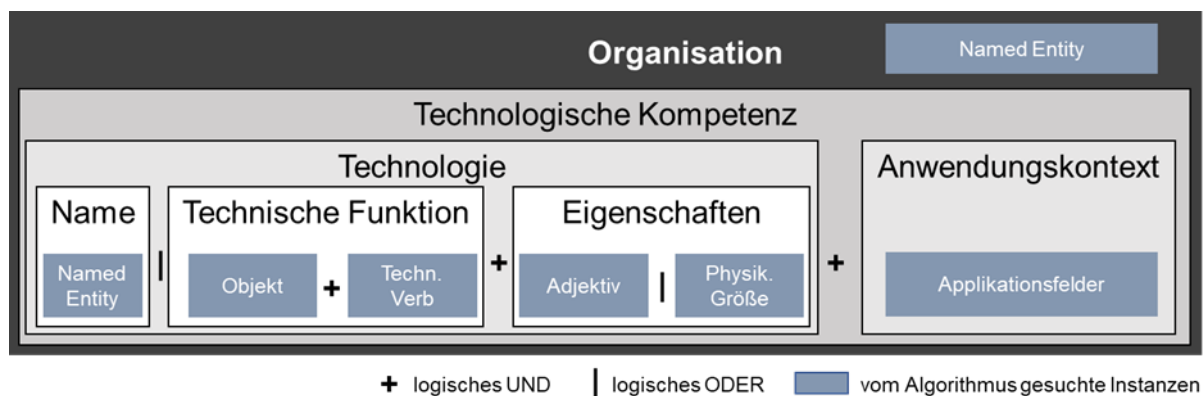 Organisation
Named Entity
Technologische Kompetenz
Technologie
Anwendungskontext
Name
Technische Funktion
Eigenschaften
Named
Entity
|
Objekt
+
Techn.
Verb
+
Adjektiv
|
Physik.
Größe
+
Applikationsfelder
+ logisches UND
| logisches ODER
vom Algorithmus gesuchte Instanzen